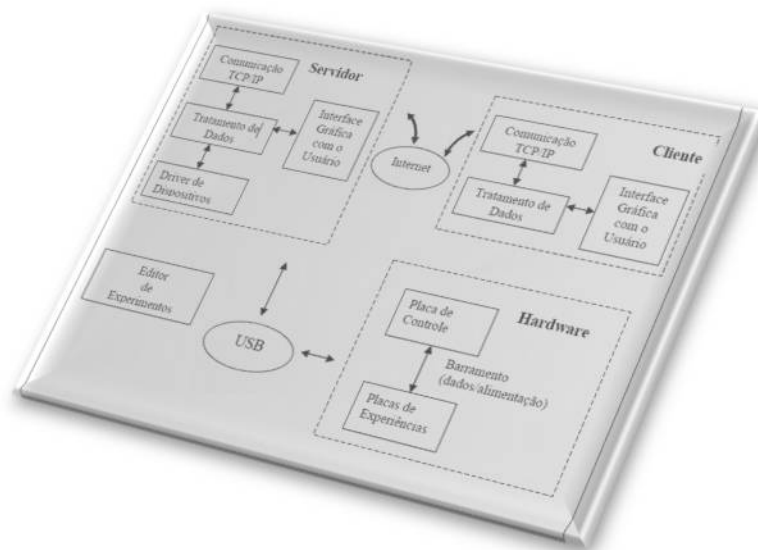 Servidor
Comunicação
TCP/IP
Tratamento de
Dados
Interface
Gráfica
com o
Usuário
Driver de
Dispositivos
Internet
Cliente
Comunicação
TCP/IP
Tratamento de
Dados
Interface
Gráfica
com o
Usuário
Editor
de
Experimentos
USB
Hardware
Placa de
Controle
Barramento
(dados/alimentação)
Placas de
Experiências